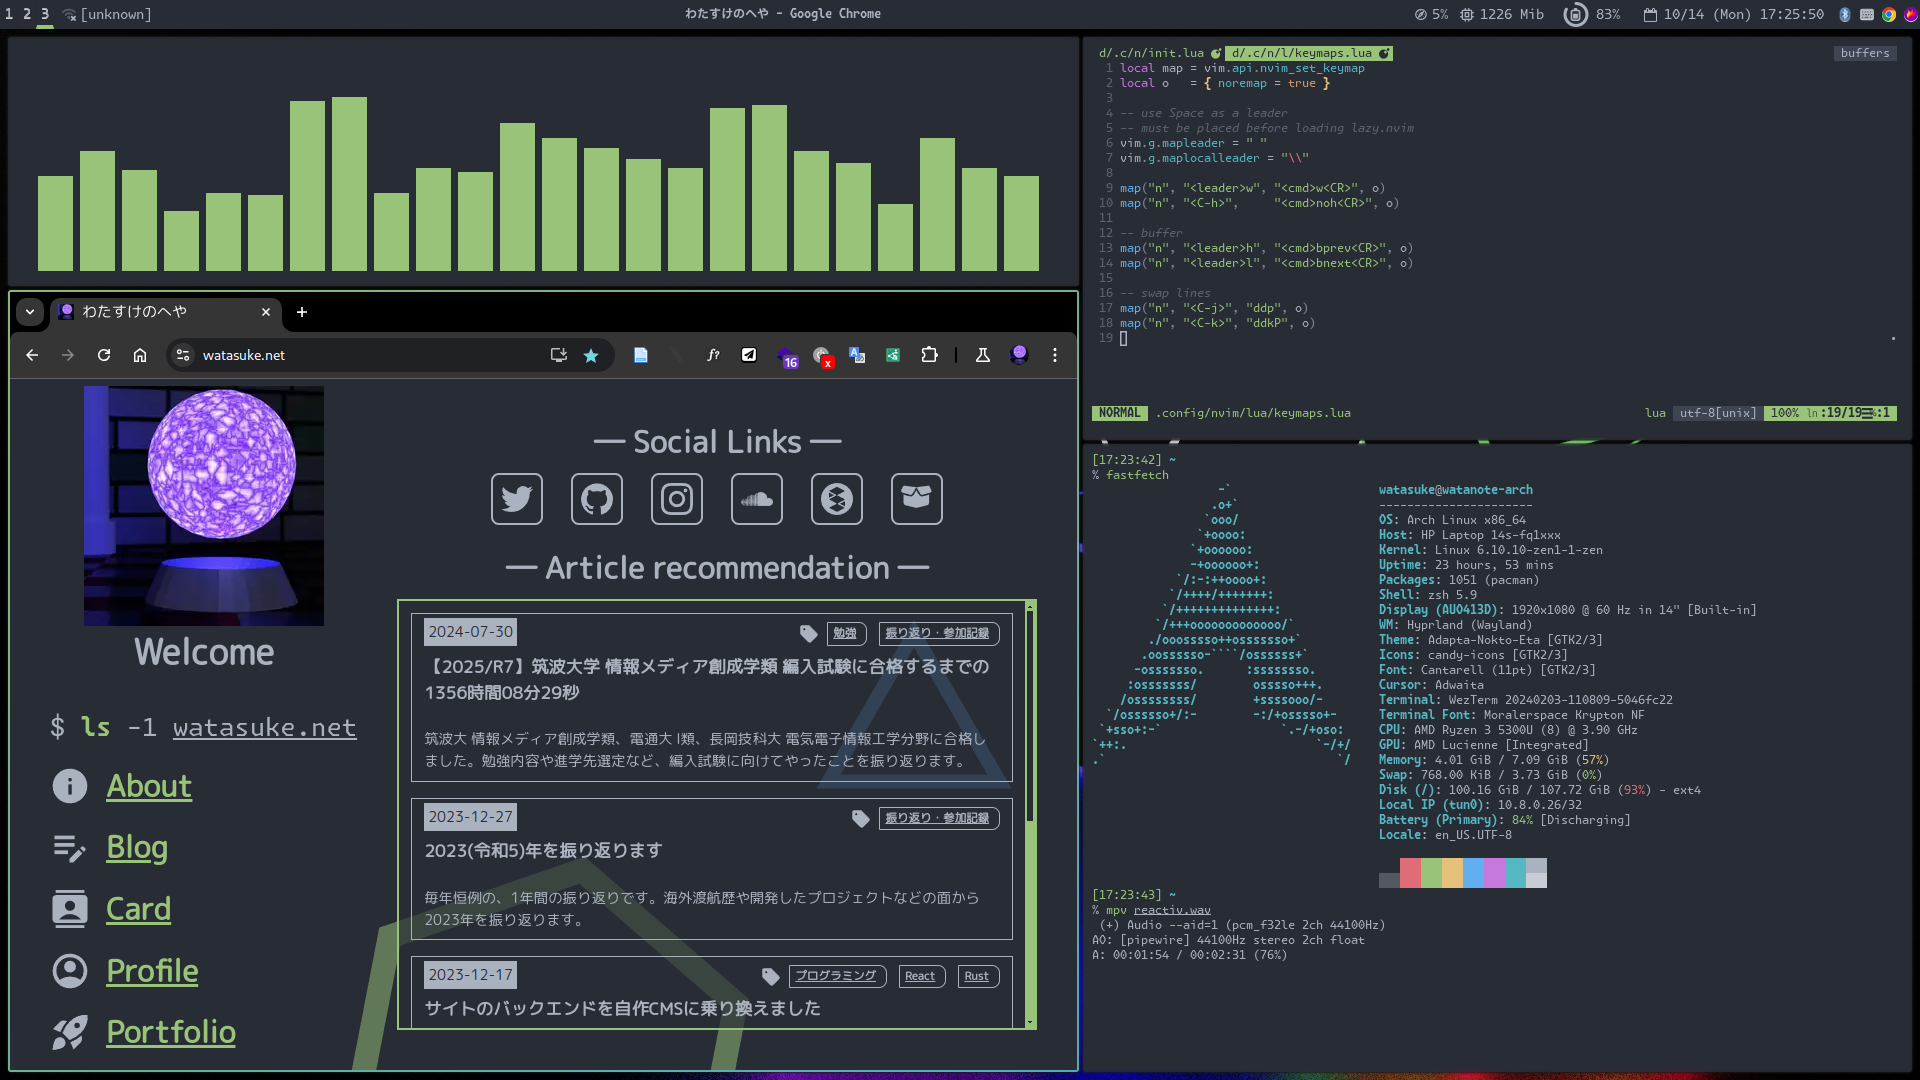 1 2 3 [unknown]
わたすけのへや - Google Chrome
5% 1226 Mib 83% 10/14 (Mon) 17:25:50
わたすけのへや
watasuke.net
16
x
Welcome
$ ls -1 watasuke.net
About
Blog
Card
Profile
Portfolio
— Social Links —
— Article recommendation —
2024-07-30 勉強 振り返り・参加記録
【2025/R7】筑波大学 情報メディア創成学類 編入試験に合格するまでの
1356時間08分29秒
筑波大 情報メディア創成学類、電通大 I類、長岡技科大 電気電子情報工学分野に合格し
ました。勉強内容や進学先選定など、編入試験に向けてやったことを振り返ります。
2023-12-27 振り返り・参加記録
2023(令和5)年を振り返ります
毎年恒例の、1年間の振り返りです。海外渡航歴や開発したプロジェクトなどの面から
2023年を振り返ります。
2023-12-17 プログラミング React Rust
サイトのバックエンドを自作CMSに乗り換えました
d/.c/n/init.lua d/.c/n/l/keymaps.lua buffers
1 local map = vim.api.nvim_set_keymap
2 local o   = { noremap = true }
3
4 -- use Space as a leader
5 -- must be placed before loading lazy.nvim
6 vim.g.mapleader = " "
7 vim.g.maplocalleader = "\\"
8
9 map("n", "<leader>w", "<cmd>w<CR>", o)
10 map("n", "<C-h>",     "<cmd>noh<CR>", o)
11
12 -- buffer
13 map("n", "<leader>h", "<cmd>bprev<CR>", o)
14 map("n", "<leader>l", "<cmd>bnext<CR>", o)
15
16 -- swap lines
17 map("n", "<C-j>", "ddp", o)
18 map("n", "<C-k>", "ddkP", o)
19
NORMAL .config/nvim/lua/keymaps.lua lua utf-8[unix] 100% ln :19/19☰:1
[17:23:42] ~
% fastfetch
-` watasuke@watanote-arch
.o+` ----------------------
`ooo/ OS: Arch Linux x86_64
`+oooo: Host: HP Laptop 14s-fq1xxx
`+oooooo: Kernel: Linux 6.10.10-zen1-1-zen
-+oooooo+: Uptime: 23 hours, 53 mins
`/:-:++oooo+: Packages: 1051 (pacman)
`/++++/+++++++: Shell: zsh 5.9
`/++++++++++++++: Display (AUO413D): 1920x1080 @ 60 Hz in 14" [Built-in]
`/+++ooooooooooooo/` WM: Hyprland (Wayland)
./ooosssso++osssssso+` Theme: Adapta-Nokto-Eta [GTK2/3]
.oossssso-````/ossssss+` Icons: candy-icons [GTK2/3]
-osssssso.      :ssssssso. Font: Cantarell (11pt) [GTK2/3]
:osssssss/        osssso+++. Cursor: Adwaita
/ossssssss/        +ssssooo/- Terminal: WezTerm 20240203-110809-5046fc22
`/ossssso+/:-        -:/+osssso+- Terminal Font: Moralerspace Krypton NF
`+sso+:-`                 `.-/+oso: CPU: AMD Ryzen 3 5300U (8) @ 3.90 GHz
`++:.                           `-/+/ GPU: AMD Lucienne [Integrated]
.`                                 `/ Memory: 4.01 GiB / 7.09 GiB (57%)
Swap: 768.00 KiB / 3.73 GiB (0%)
Disk (/): 100.16 GiB / 107.72 GiB (93%) - ext4
Local IP (tun0): 10.8.0.26/32
Battery (Primary): 84% [Discharging]
Locale: en_US.UTF-8
[17:23:43] ~
% mpv reactiv.wav
(+) Audio --aid=1 (pcm_f32le 2ch 44100Hz)
AO: [pipewire] 44100Hz stereo 2ch float
A: 00:01:54 / 00:02:31 (76%)